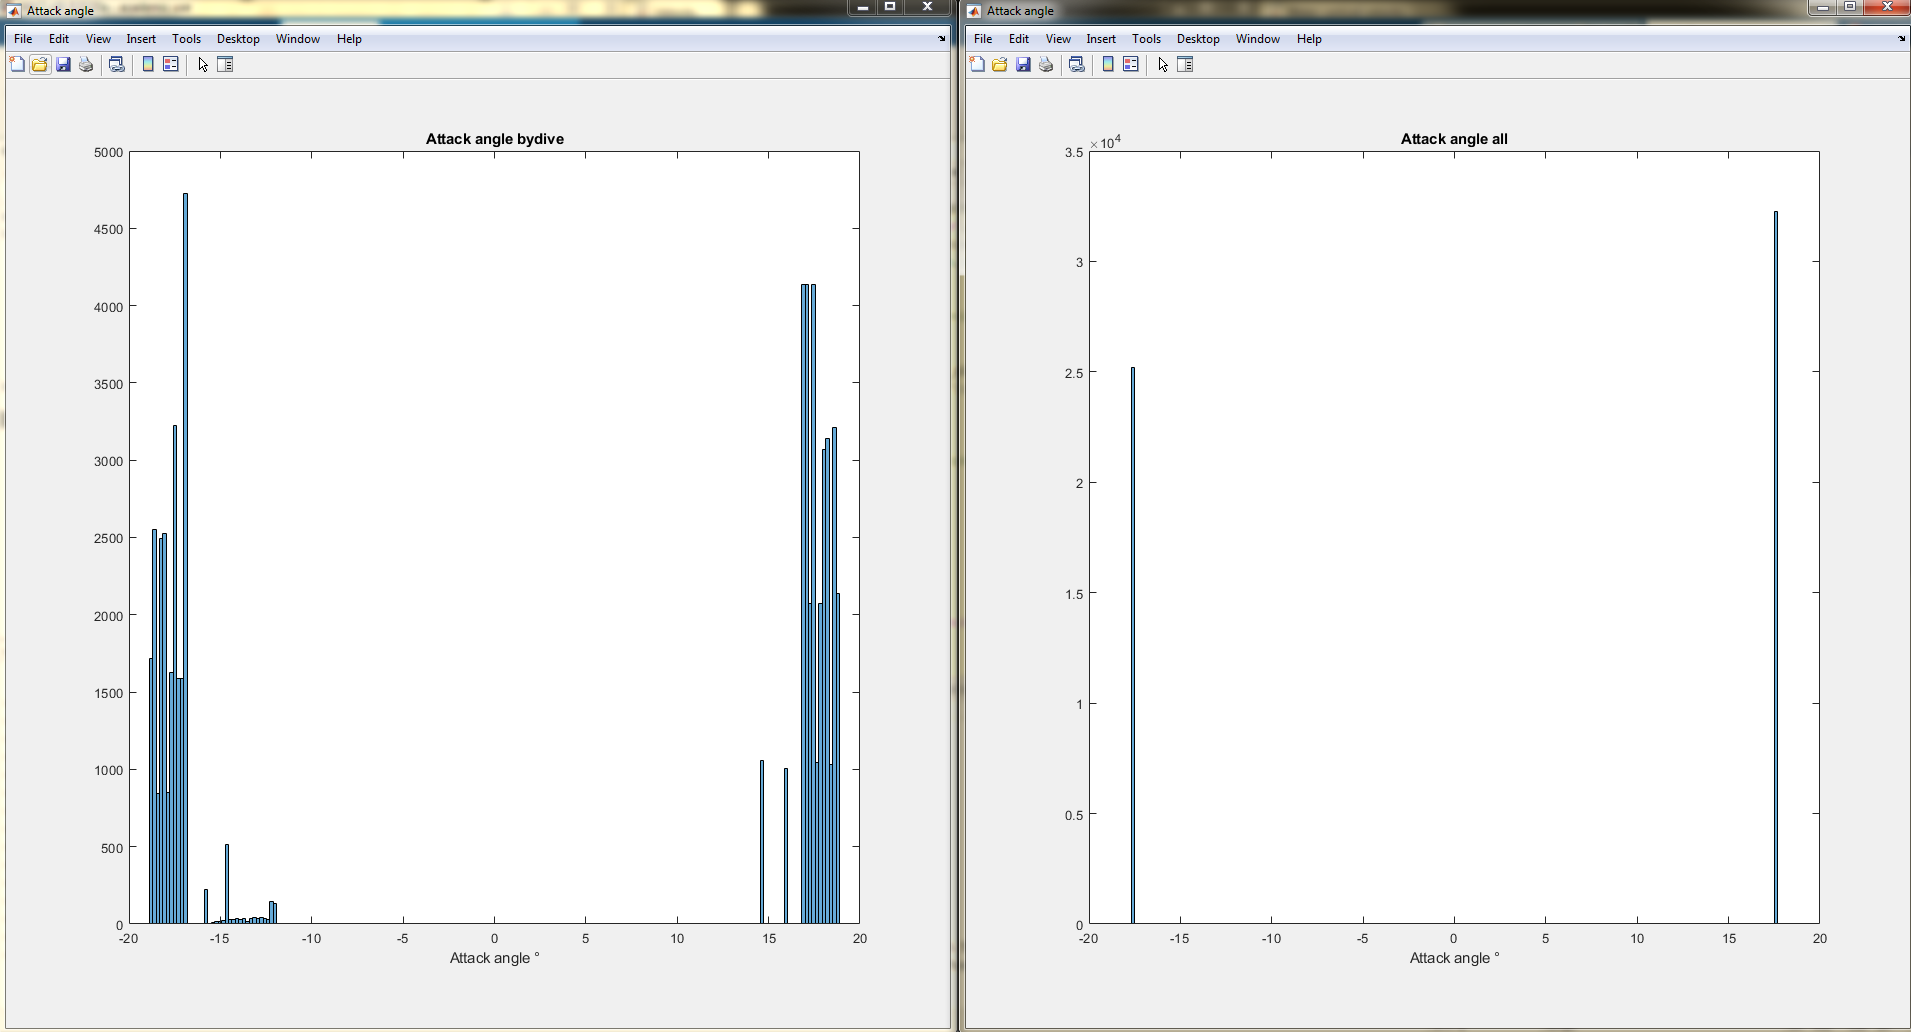 Attack angle
File Edit View Insert Tools Desktop Window Help
Attack angle bydive
5000
4500
4000
3500
3000
2500
2000
1500
1000
500
0
-20 -15 -10 -5 0 5 10 15 20
Attack angle °
Attack angle
File Edit View Insert Tools Desktop Window Help
×10^4
Attack angle all
3.5
3
2.5
2
1.5
1
0.5
0
-20 -15 -10 -5 0 5 10 15 20
Attack angle °